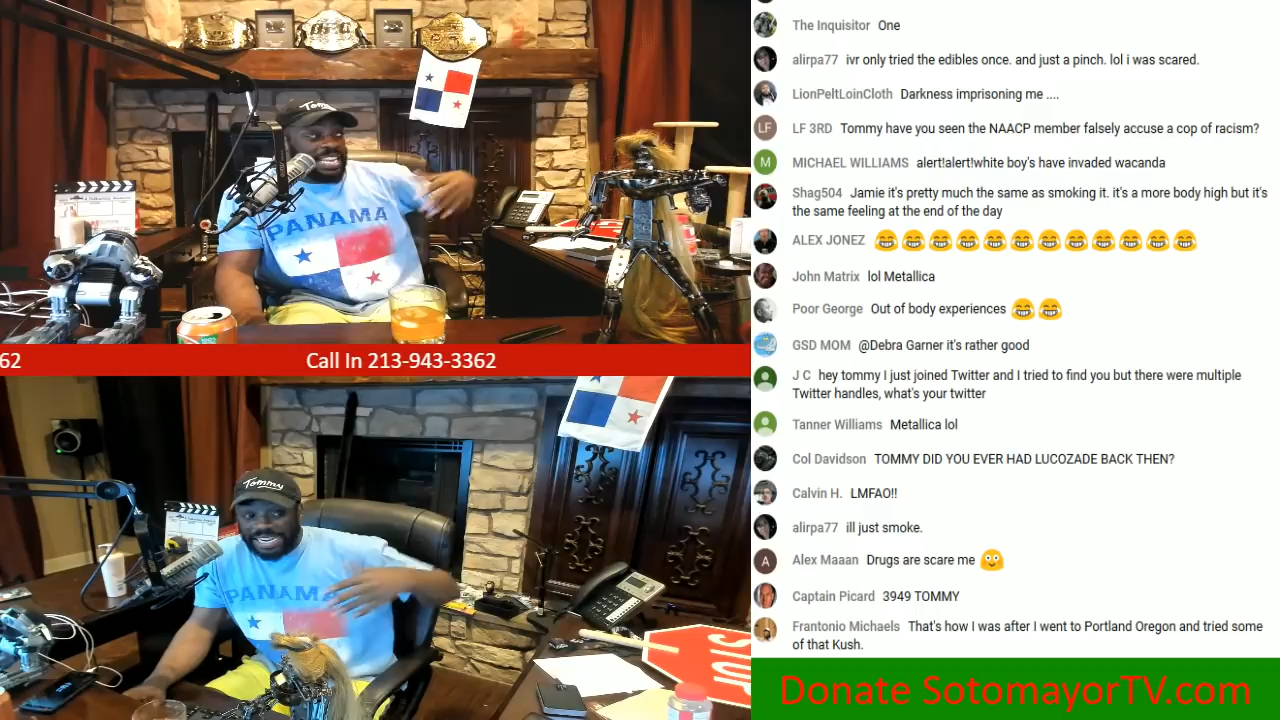 Tommy
PANAMA
62
Call In 213-943-3362
Tommy
PANAMA
STOP
The Inquisitor One
alirpa77 ivr only tried the edibles once. and just a pinch. lol i was scared.
LionPeltLoinCloth Darkness imprisoning me ....
LF
LF 3RD Tommy have you seen the NAACP member falsely accuse a cop of racism?
M
MICHAEL WILLIAMS alert!alert!white boy's have invaded wacanda
Shag504 Jamie it's pretty much the same as smoking it. it's a more body high but it's
the same feeling at the end of the day
ALEX JONEZ 😂😂😂😂😂😂😂😂😂😂😂😂
John Matrix lol Metallica
Poor George Out of body experiences 😂😂
GSD MOM @Debra Garner it's rather good
J C hey tommy I just joined Twitter and I tried to find you but there were multiple
Twitter handles, what's your twitter
Tanner Williams Metallica lol
Col Davidson TOMMY DID YOU EVER HAD LUCOZADE BACK THEN?
Calvin H. LMFAO!!
alirpa77 ill just smoke.
A
Alex Maaan Drugs are scare me 😳
Captain Picard 3949 TOMMY
Frantonio Michaels That's how I was after I went to Portland Oregon and tried some
of that Kush.
Donate SotomayorTV.com